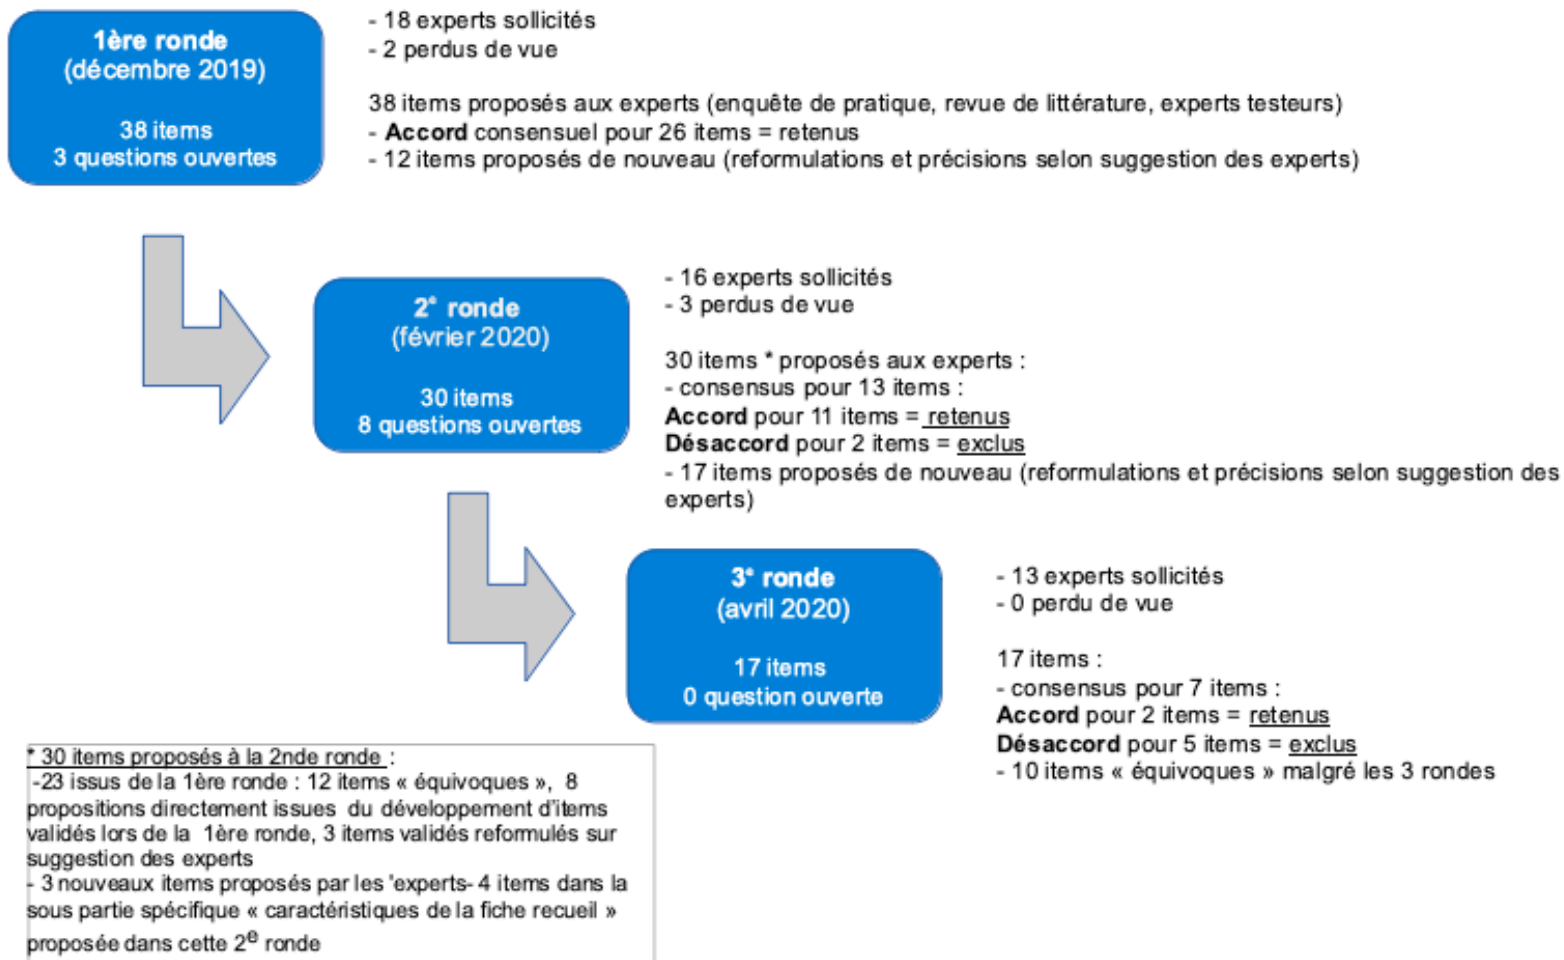 1ère ronde
(décembre 2019)
38 items
3 questions ouvertes
- 18 experts sollicités
- 2 perdus de vue
38 items proposés aux experts (enquête de pratique, revue de littérature, experts testeurs)
- Accord consensuel pour 26 items = retenus
- 12 items proposés de nouveau (reformulations et précisions selon suggestion des experts)
2e ronde
(février 2020)
30 items
8 questions ouvertes
- 16 experts sollicités
- 3 perdus de vue
30 items * proposés aux experts :
- consensus pour 13 items :
Accord pour 11 items = retenus
Désaccord pour 2 items = exclus
- 17 items proposés de nouveau (reformulations et précisions selon suggestion des
experts)
3e ronde
(avril 2020)
17 items
0 question ouverte
- 13 experts sollicités
- 0 perdu de vue
17 items :
- consensus pour 7 items :
Accord pour 2 items = retenus
Désaccord pour 5 items = exclus
- 10 items « équivoques » malgré les 3 rondes
* 30 items proposés à la 2nde ronde :
-23 issus de la 1ère ronde : 12 items « équivoques », 8
propositions directement issues du développement d'items
validés lors de la 1ère ronde, 3 items validés reformulés sur
suggestion des experts
- 3 nouveaux items proposés par les 'experts- 4 items dans la
sous partie spécifique « caractéristiques de la fiche recueil »
proposée dans cette 2e ronde